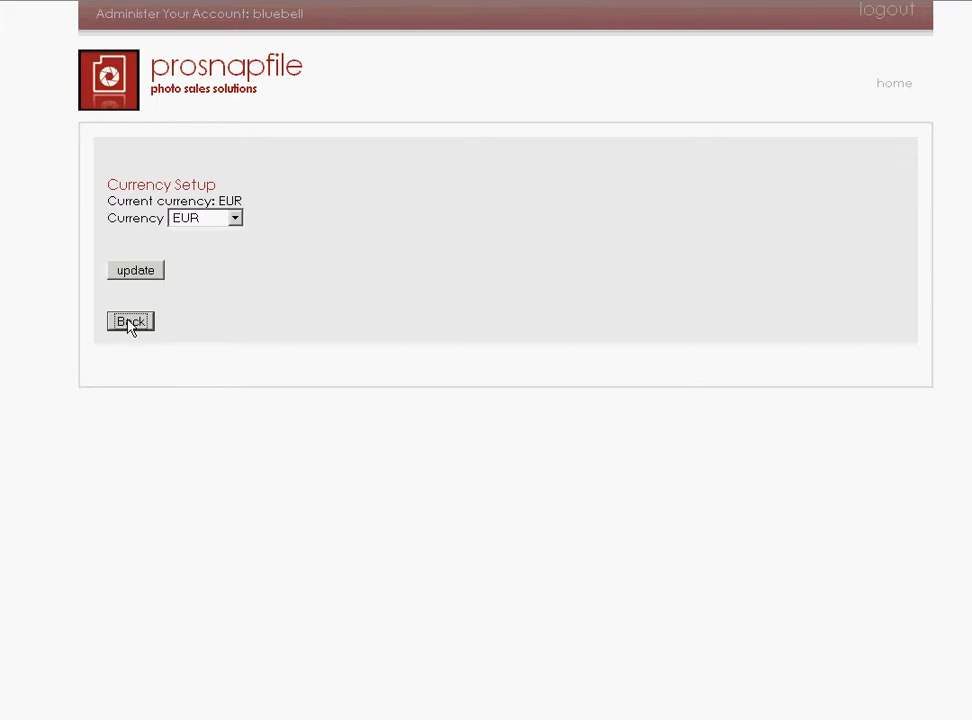 Administer Your Account: bluebell
logout
prosnapfile
photo sales solutions
home
Currency Setup
Current currency: EUR
Currency EUR
update
Back